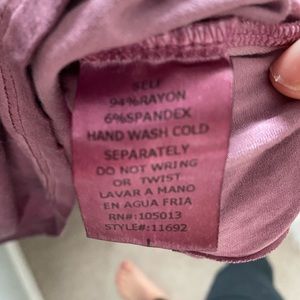 SELF
94%RAYON
6%SPANDEX
HAND WASH COLD
SEPARATELY
DO NOT WRING
OR TWIST
LAVAR A MANO
EN AGUA FRIA
RN#:105013
STYLE#:11692